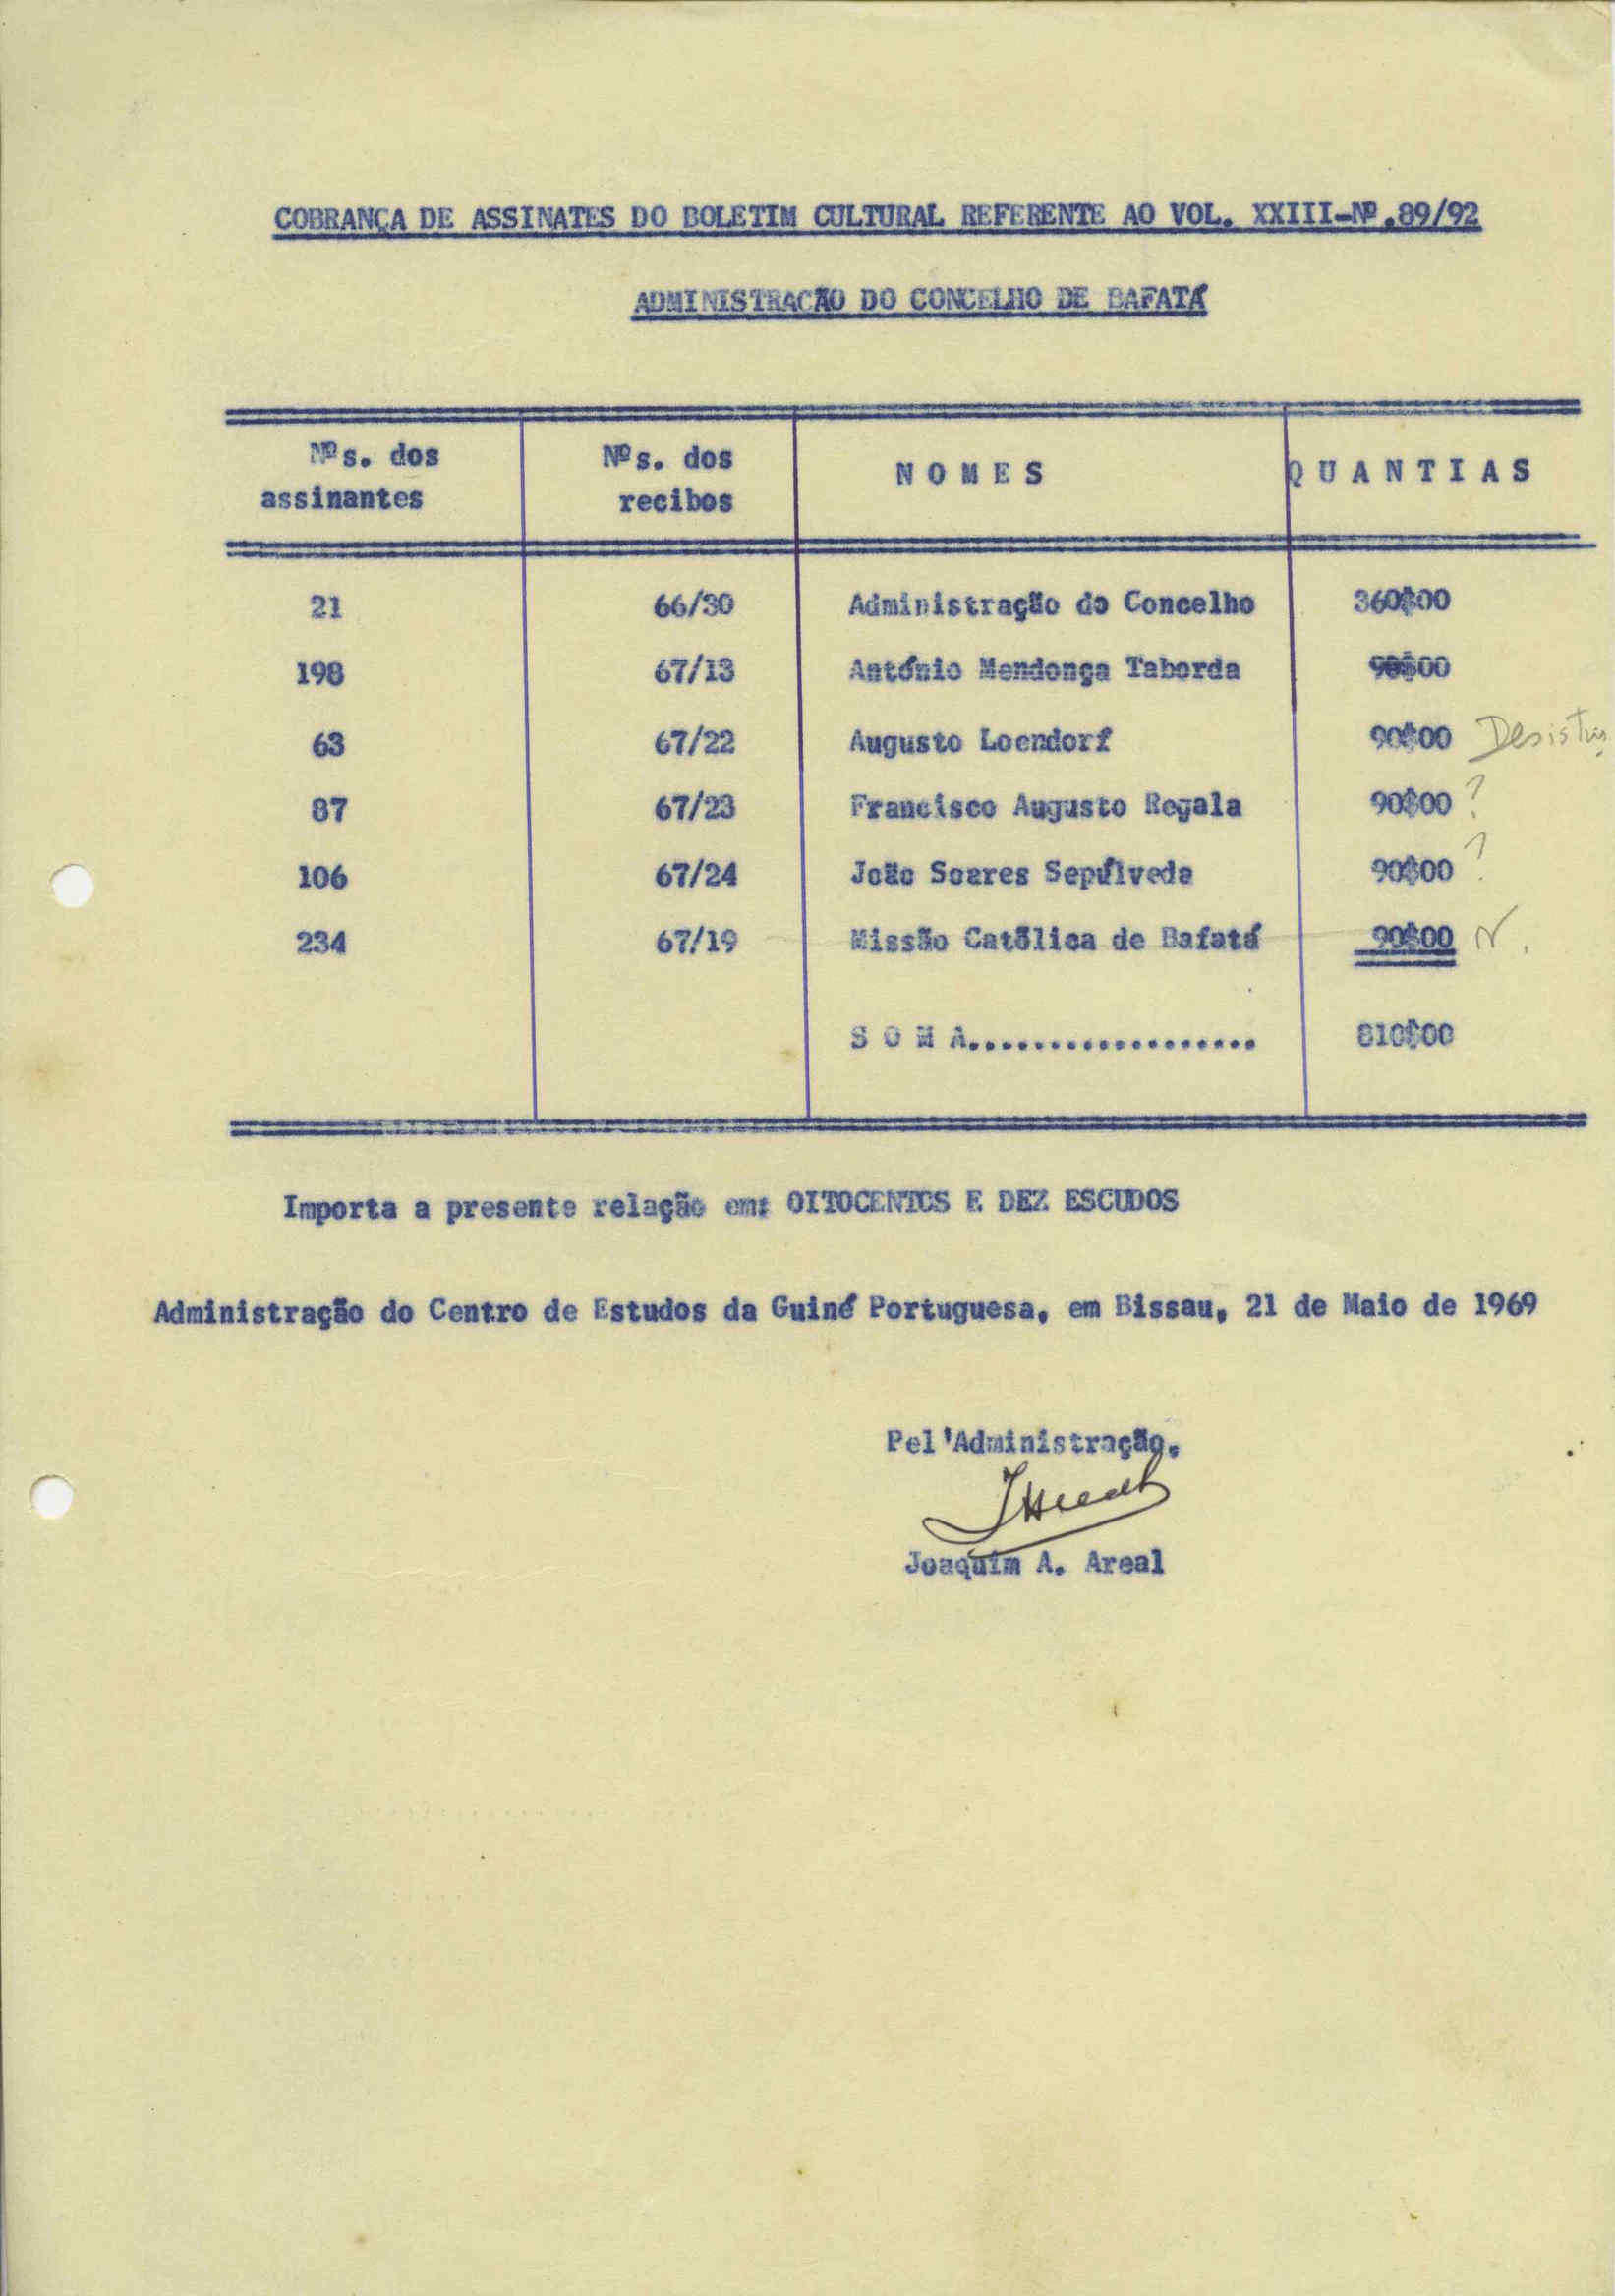 COBRANÇA DE ASSINATES DO BOLETIM CULTURAL REFERENTE AO VOL. XXIII-Nº.89/92
ADMINISTRACÃO DO CONCELHO DE BAFATÁ
Nºs. dos assinantes Nºs. dos recibos N O M E S Q U A N T I A S
21 66/30 Administração do Concelho 360$00
198 67/13 António Mendonça Taborda 90$00
63 67/22 Augusto Loendorf 90$00 Desistiu
87 67/23 Francisco Augusto Regala 90$00 ?
106 67/24 João Soares Sepúlveda 90$00 ?
234 67/19 Missão Católica de Bafatá 90$00
S O M A.................. 810$00
Importa a presente relação em: OITOCENTOS E DEZ ESCUDOS
Administração do Centro de Estudos da Guiné Portuguesa, em Bissau, 21 de Maio de 1969
Pel'Administração,
Joaquim A. Areal